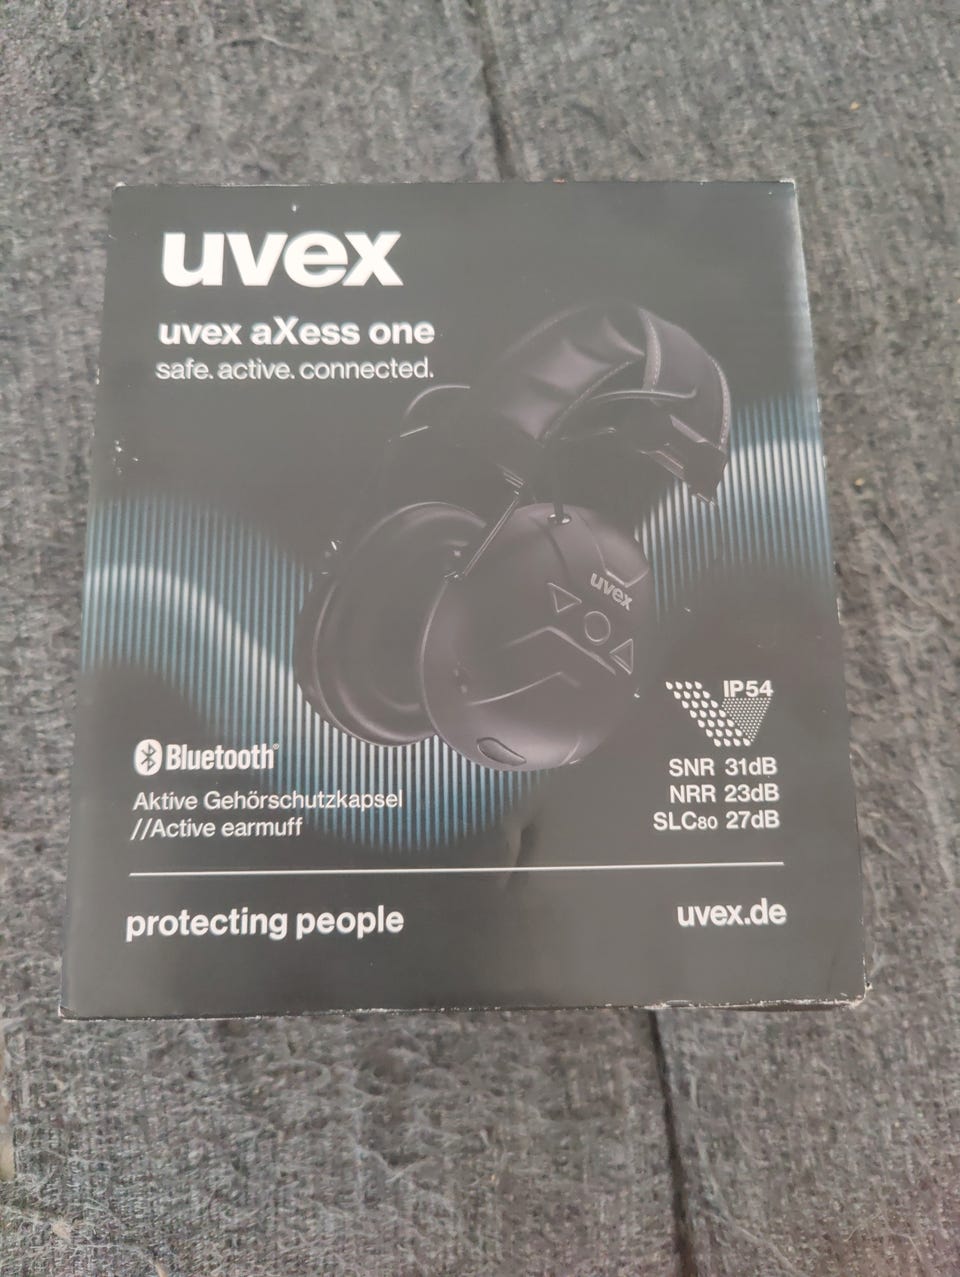 uvex
uvex aXess one
safe. active. connected.
uvex
IP54
Bluetooth®
SNR 31dB
NRR 23dB
SLC80 27dB
Aktive Gehörschutzkapsel
//Active earmuff
protecting people
uvex.de